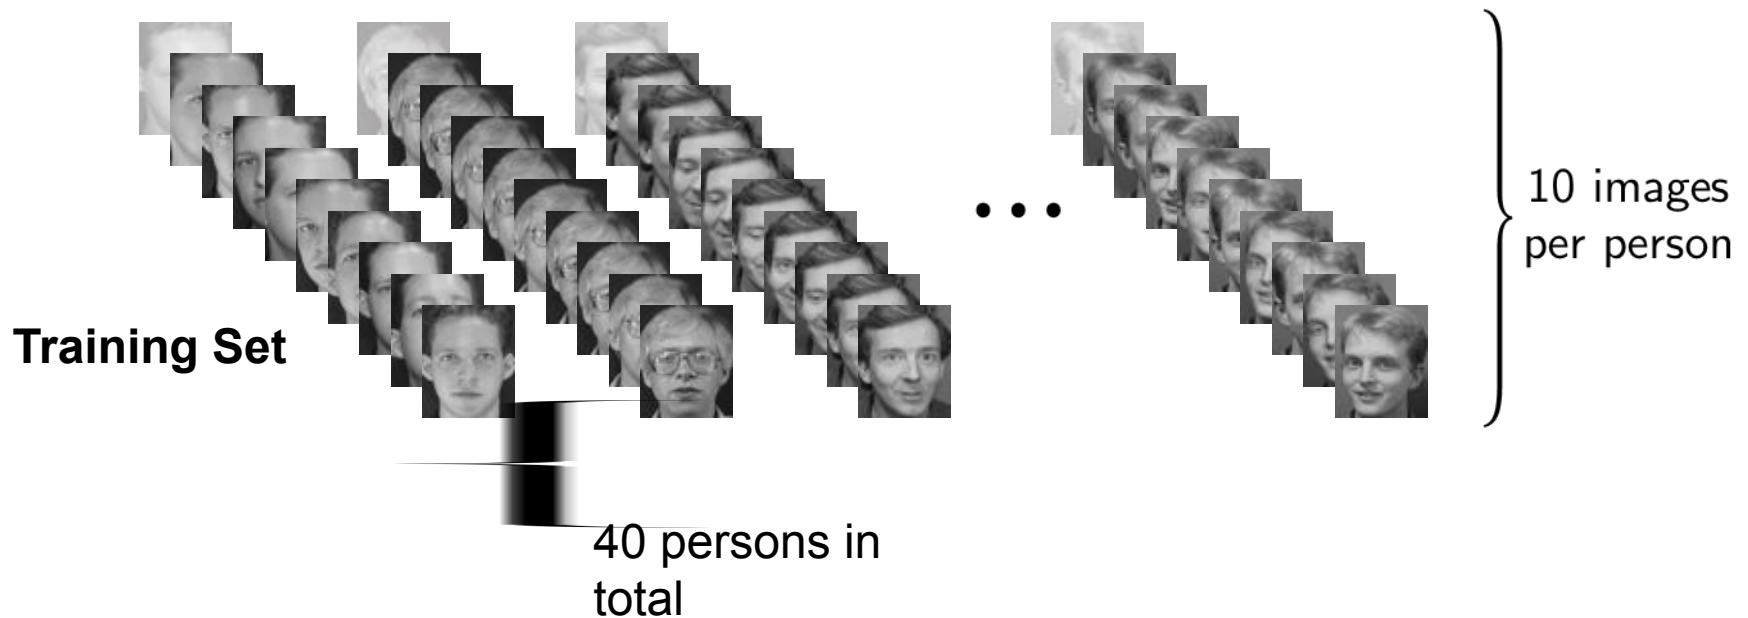 10 images
per person
Training Set
40 persons in
total